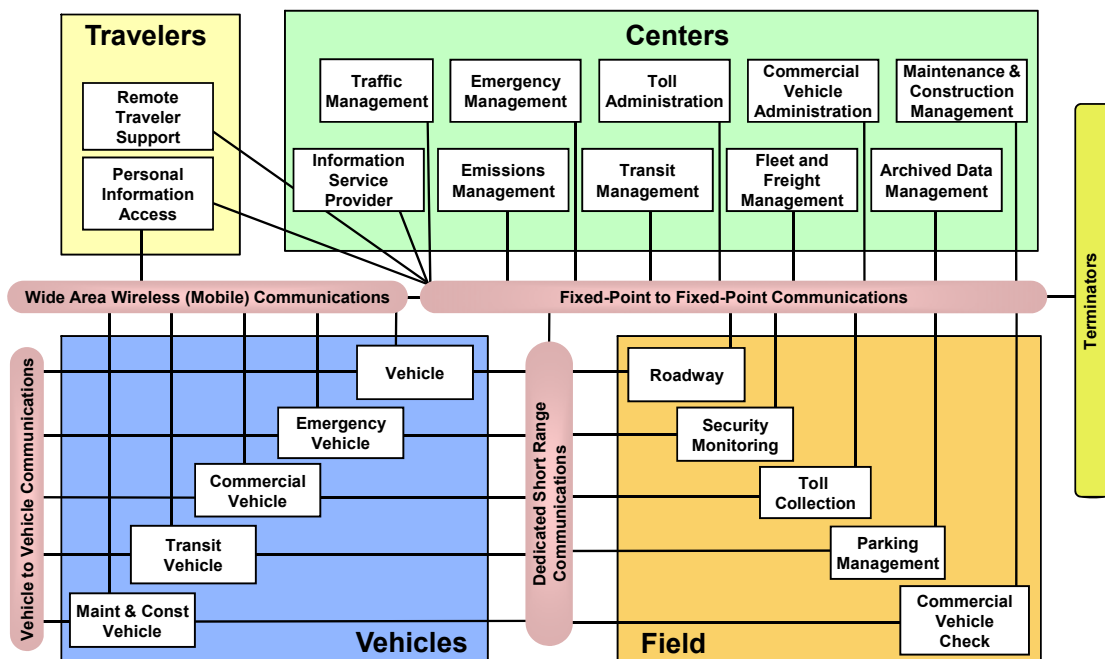 Travelers
Remote
Traveler
Support
Personal
Information
Access
Centers
Traffic
Management
Emergency
Management
Toll
Administration
Commercial
Vehicle
Administration
Maintenance &
Construction
Management
Information
Service
Provider
Emissions
Management
Transit
Management
Fleet and
Freight
Management
Archived Data
Management
Terminators
Wide Area Wireless (Mobile) Communications
Fixed-Point to Fixed-Point Communications
Vehicle to Vehicle Communications
Vehicle
Emergency
Vehicle
Commercial
Vehicle
Transit
Vehicle
Maint & Const
Vehicle
Vehicles
Dedicated Short Range
Communications
Roadway
Security
Monitoring
Toll
Collection
Parking
Management
Commercial
Vehicle
Check
Field